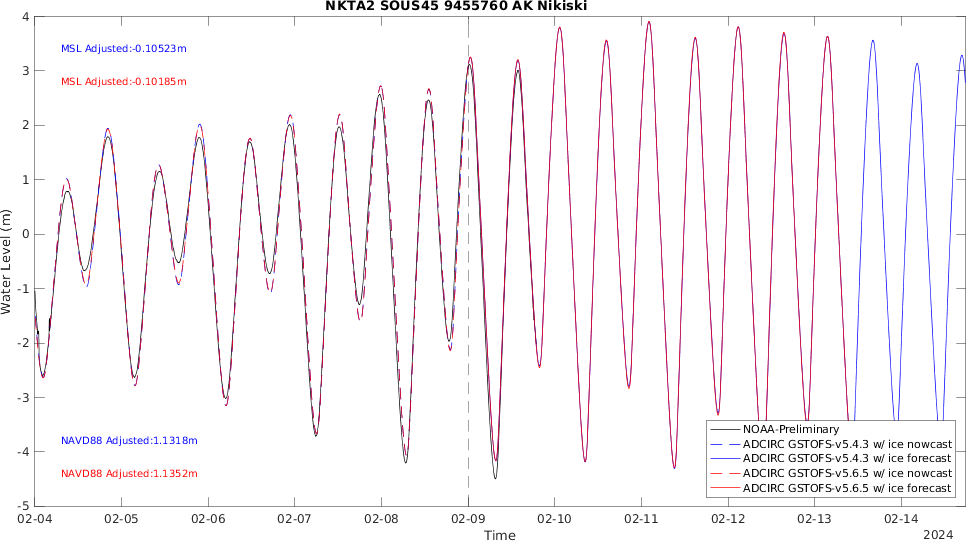 NKTA2 SOUS45 9455760 AK Nikiski
4
3
2
1
0
-1
-2
-3
-4
-5
Water Level (m)
MSL Adjusted:-0.10523m
MSL Adjusted:-0.10185m
NAVD88 Adjusted:1.1318m
NAVD88 Adjusted:1.1352m
NOAA-Preliminary
ADCIRC GSTOFS-v5.4.3 w/ ice nowcast
ADCIRC GSTOFS-v5.4.3 w/ ice forecast
ADCIRC GSTOFS-v5.6.5 w/ ice nowcast
ADCIRC GSTOFS-v5.6.5 w/ ice forecast
02-04 02-05 02-06 02-07 02-08 02-09 02-10 02-11 02-12 02-13 02-14
Time
2024